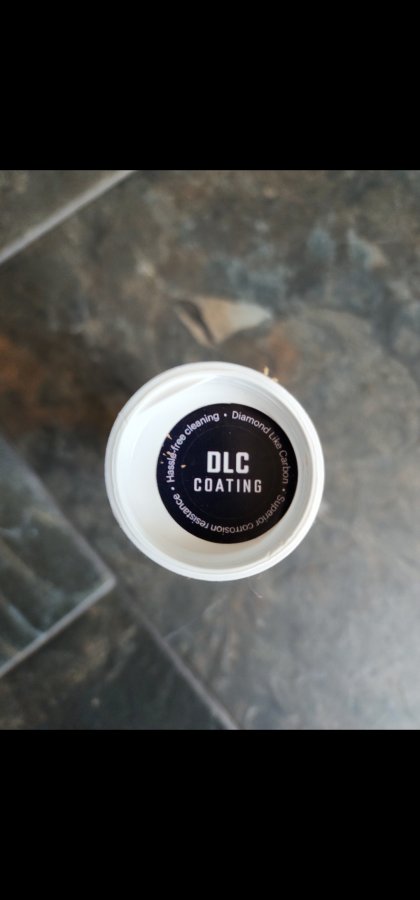 DLC
COATING
• Hassle-free cleaning • Diamond Like Carbon • Superior corrosion resistance